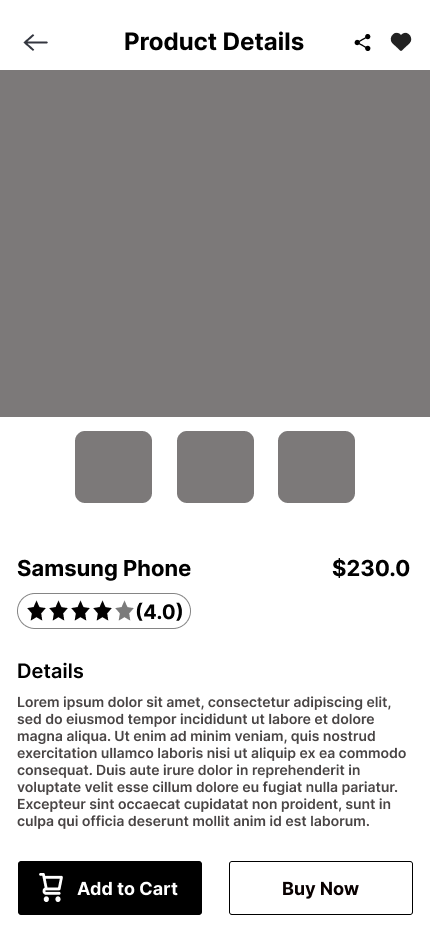 Product Details
Samsung Phone
$230.0
(4.0)
Details
Lorem ipsum dolor sit amet, consectetur adipiscing elit,
sed do eiusmod tempor incididunt ut labore et dolore
magna aliqua. Ut enim ad minim veniam, quis nostrud
exercitation ullamco laboris nisi ut aliquip ex ea commodo
consequat. Duis aute irure dolor in reprehenderit in
voluptate velit esse cillum dolore eu fugiat nulla pariatur.
Excepteur sint occaecat cupidatat non proident, sunt in
culpa qui officia deserunt mollit anim id est laborum.
Add to Cart
Buy Now